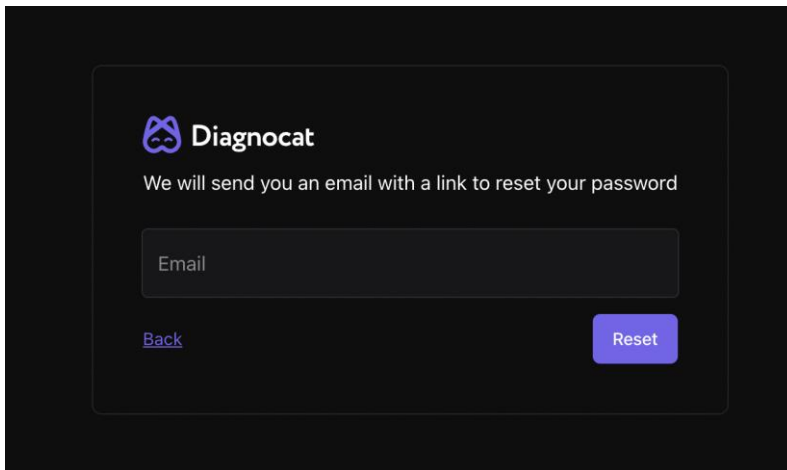 Diagnocat
We will send you an email with a link to reset your password
Email
Back
Reset